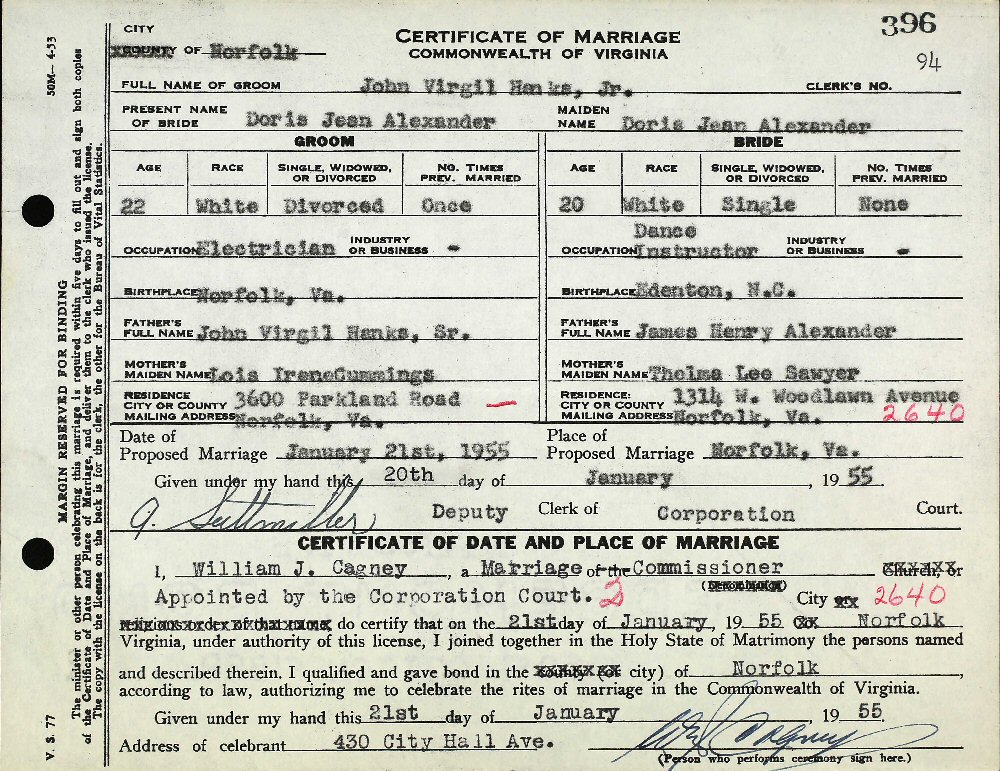 CITY
XCOUNTY OF Norfolk
CERTIFICATE OF MARRIAGE
COMMONWEALTH OF VIRGINIA
396
94
FULL NAME OF GROOM John Virgil Hanks, Jr. CLERK'S NO.
PRESENT NAME OF BRIDE Doris Jean Alexander MAIDEN NAME Doris Jean Alexander
GROOM BRIDE
AGE RACE SINGLE, WIDOWED, OR DIVORCED NO. TIMES PREV. MARRIED AGE RACE SINGLE, WIDOWED, OR DIVORCED NO. TIMES PREV. MARRIED
22 White Divorced Once 20 White Single None
OCCUPATION Electrician INDUSTRY OR BUSINESS - OCCUPATION Dance Instructor INDUSTRY OR BUSINESS -
BIRTHPLACE Norfolk, Va. BIRTHPLACE Edenton, N.C.
FATHER'S FULL NAME John Virgil Hanks, Sr. FATHER'S FULL NAME James Henry Alexander
MOTHER'S MAIDEN NAME Lois IreneCummings MOTHER'S MAIDEN NAME Thelma Lee Sawyer
RESIDENCE CITY OR COUNTY 3600 Parkland Road RESIDENCE: CITY OR COUNTY 1314 W. Woodlawn Avenue
MAILING ADDRESS Norfolk, Va. MAILING ADDRESS Norfolk, Va. 2640
Date of Proposed Marriage January 21st, 1955 Place of Proposed Marriage Norfolk, Va.
Given under my hand this 20th day of January, 19 55.
A. Suttmiller Deputy Clerk of Corporation Court.
CERTIFICATE OF DATE AND PLACE OF MARRIAGE
I, William J. Cagney, a Marriage of the Commissioner Church, or
Appointed by the Corporation Court. 2 City or 2640
do certify that on the 21st day of January, 19 55 Norfolk
Virginia, under authority of this license, I joined together in the Holy State of Matrimony the persons named
and described therein. I qualified and gave bond in the county (or city) of Norfolk
according to law, authorizing me to celebrate the rites of marriage in the Commonwealth of Virginia.
Given under my hand this 21st day of January 19 55.
Address of celebrant 430 City Hall Ave. Wm J Cagney
(Person who performs ceremony sign here.)
V. S. 77 50M—4-53
MARGIN RESERVED FOR BINDING
The minister or other person celebrating this marriage is required within five days to fill out and sign both copies
of the Certificate of Date and Place of Marriage, and deliver them to the clerk who issued the license.
The copy with the license on the back is for the clerk, the other for the Bureau of Vital Statistics.